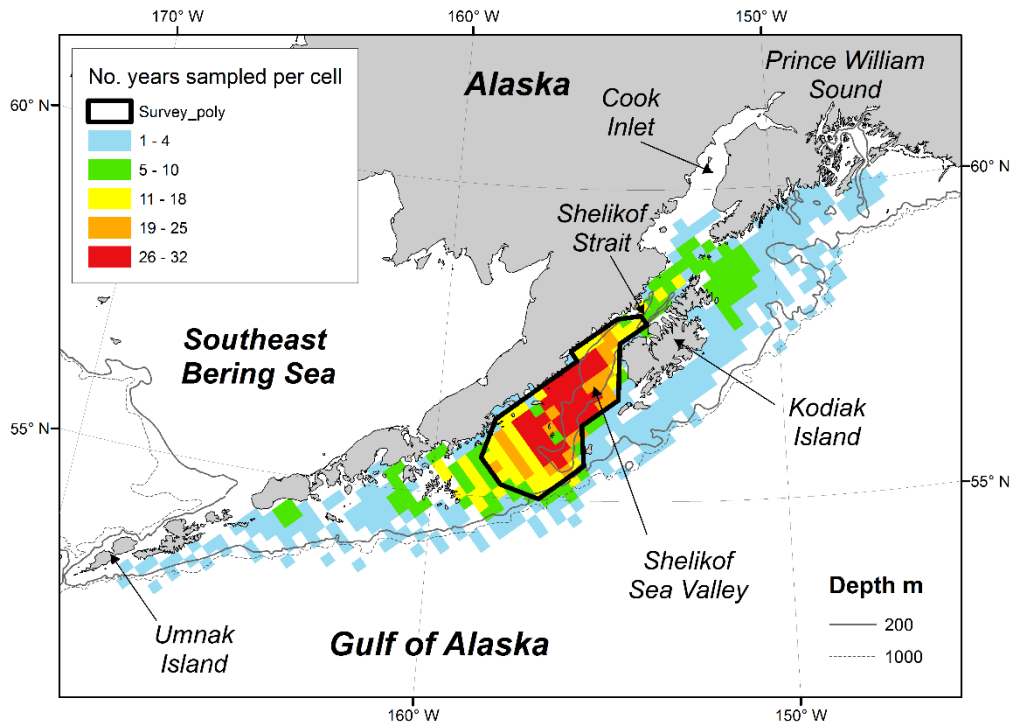 170° W
160° W
150° W
No. years sampled per cell
Survey_poly
1 - 4
5 - 10
11 - 18
19 - 25
26 - 32
Alaska
Prince William
Sound
Cook
Inlet
60° N
60° N
Shelikof
Strait
Southeast
Bering Sea
Kodiak
Island
55° N
55° N
Shelikof
Sea Valley
Depth m
200
1000
Umnak
Island
Gulf of Alaska
160° W
150° W